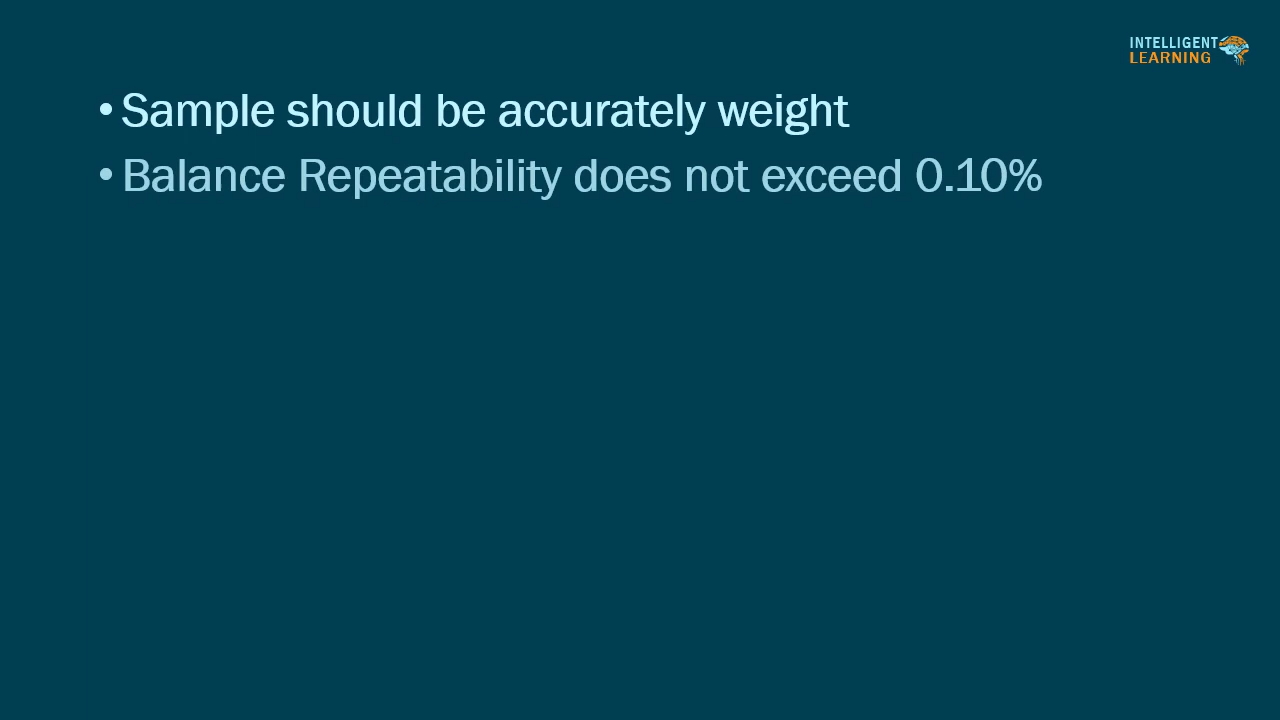 INTELLIGENT
LEARNING
• Sample should be accurately weight
• Balance Repeatability does not exceed 0.10%